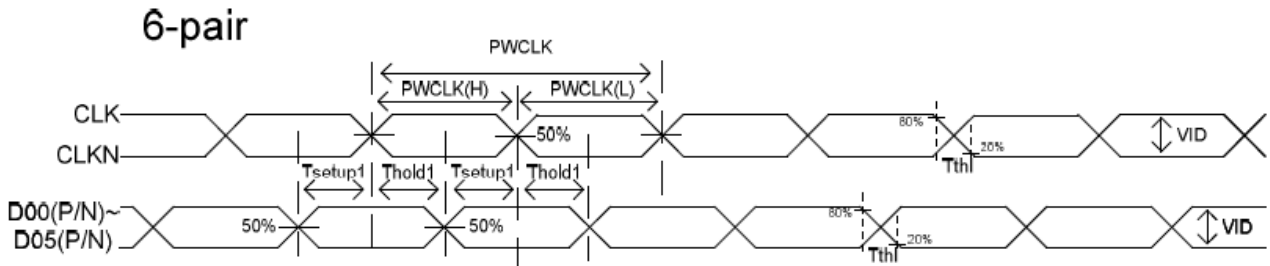 6-pair
PWCLK
PWCLK(H) PWCLK(L)
CLK
50%
80%
20%
VID
CLKN
Tthl
Tsetup1 Thold1 Tsetup1 Thold1
D00(P/N)~
50% 50%
80%
20%
VID
D05(P/N)
Tthl